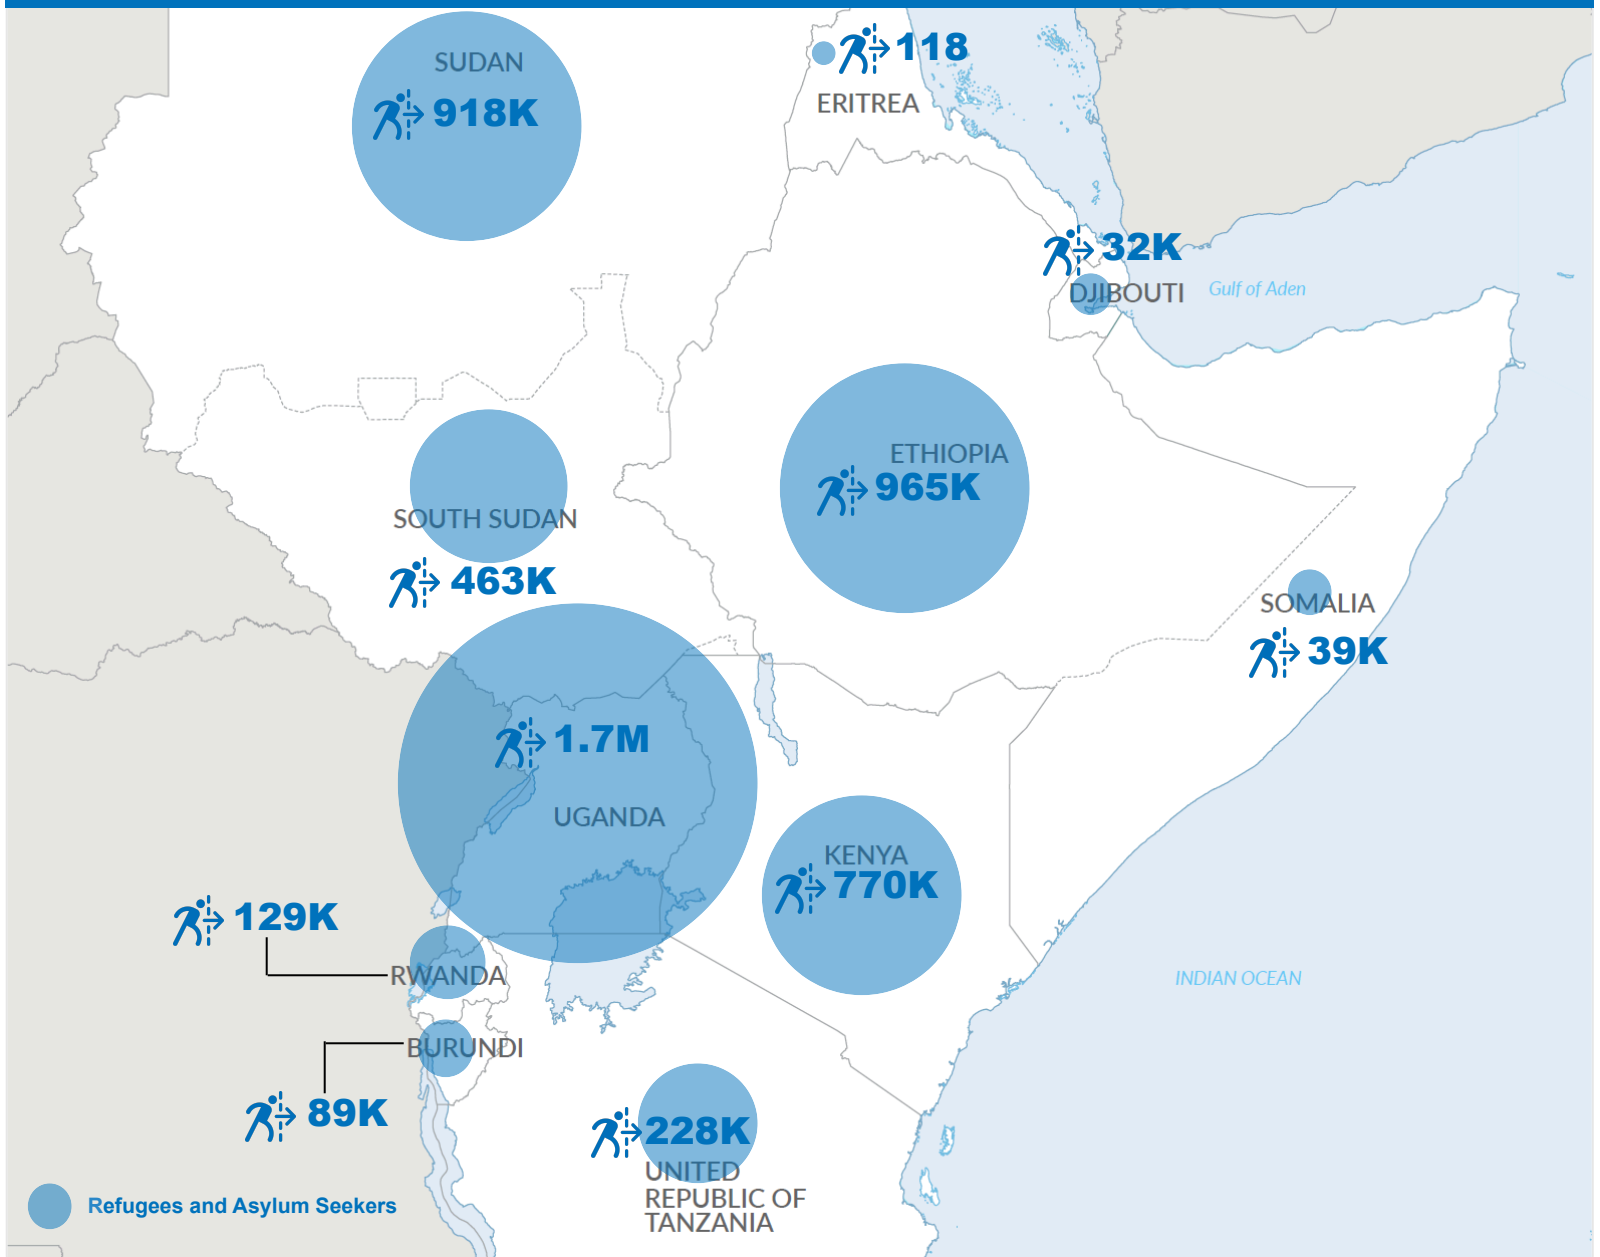 118
SUDAN
ERITREA
918K
32K
DJIBOUTI
Gulf of Aden
ETHIOPIA
965K
SOUTH SUDAN
463K
SOMALIA
39K
1.7M
UGANDA
KENYA
770K
129K
RWANDA
INDIAN OCEAN
BURUNDI
89K
228K
UNITED
REPUBLIC OF
TANZANIA
Refugees and Asylum Seekers